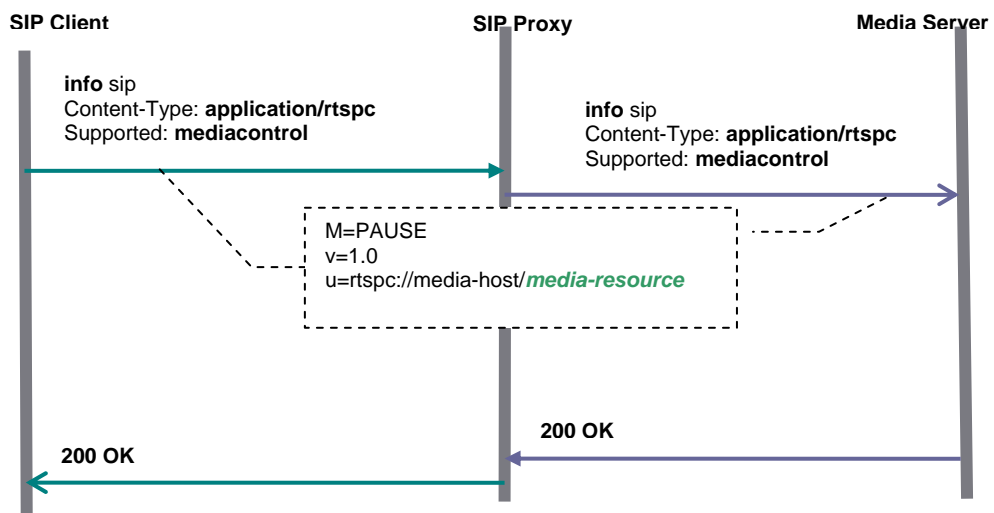 SIP Client
SIP Proxy
Media Server
info sip
Content-Type: application/rtspc
Supported: mediacontrol
info sip
Content-Type: application/rtspc
Supported: mediacontrol
M=PAUSE
v=1.0
u=rtspc://media-host/media-resource
200 OK
200 OK